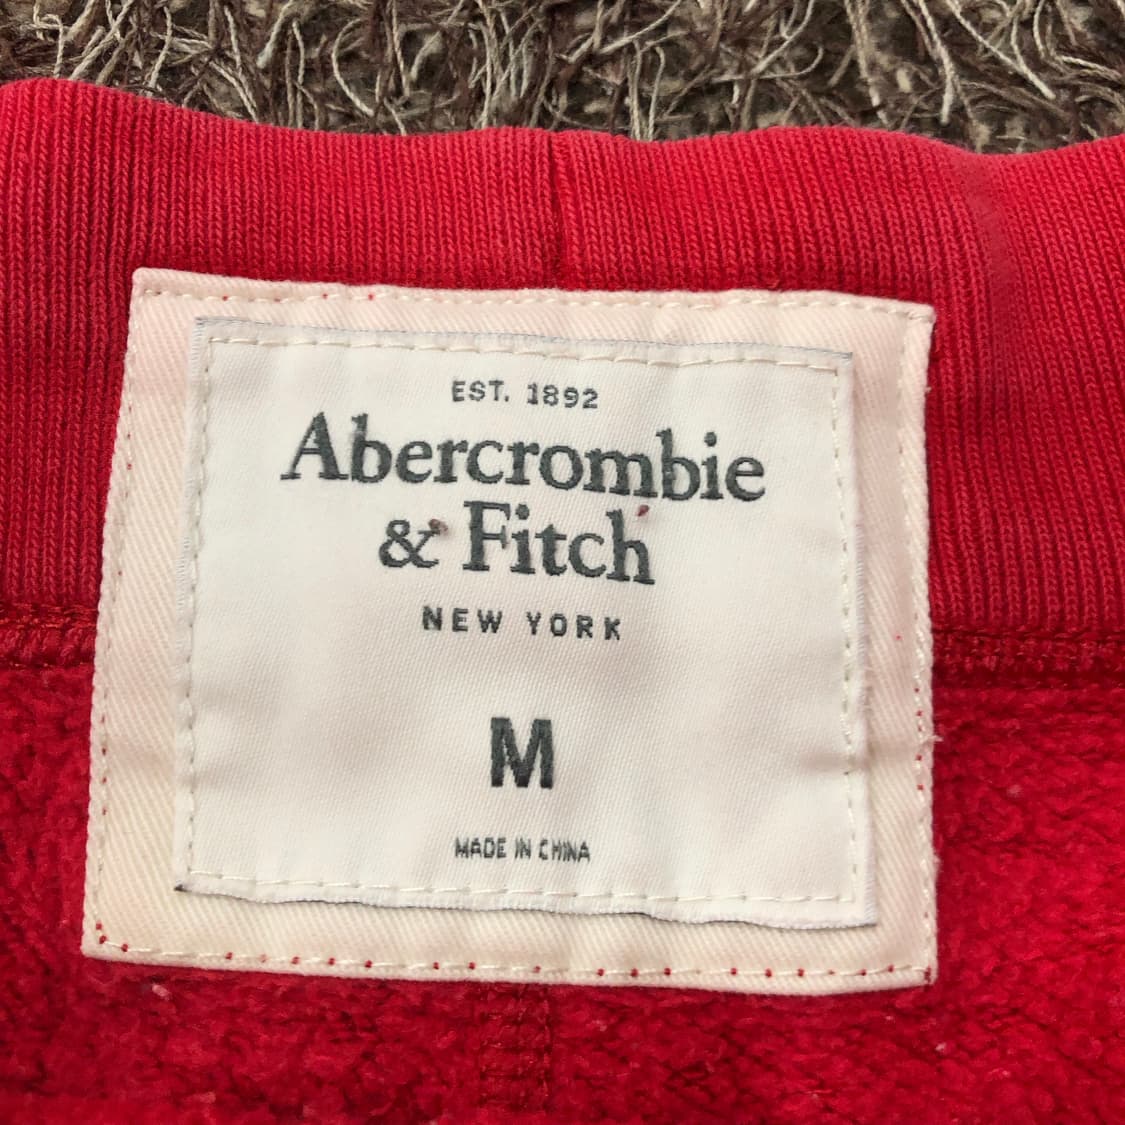 EST. 1892
Abercrombie
& Fitch
NEW YORK
M
MADE IN CHINA